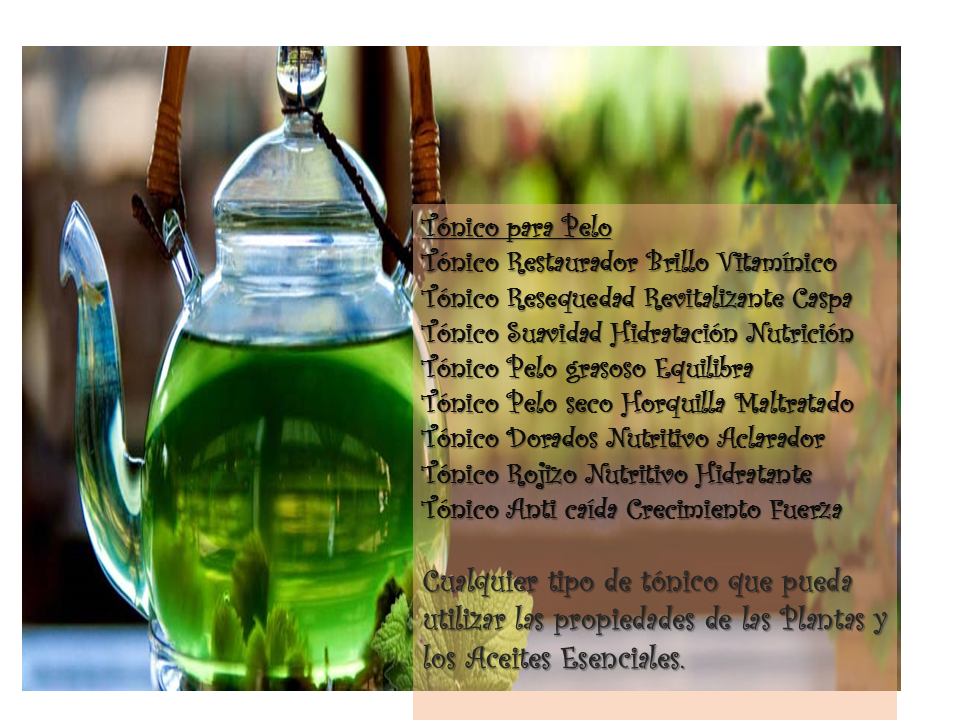 Tónico para Pelo
Tónico Restaurador Brillo Vitamínico
Tónico Resequedad Revitalizante Caspa
Tónico Suavidad Hidratación Nutrición
Tónico Pelo grasoso Equilibra
Tónico Pelo seco Horquilla Maltratado
Tónico Dorados Nutritivo Aclarador
Tónico Rojizo Nutritivo Hidratante
Tónico Anti caída Crecimiento Fuerza
Cualquier tipo de tónico que pueda
utilizar las propiedades de las Plantas y
los Aceites Esenciales.